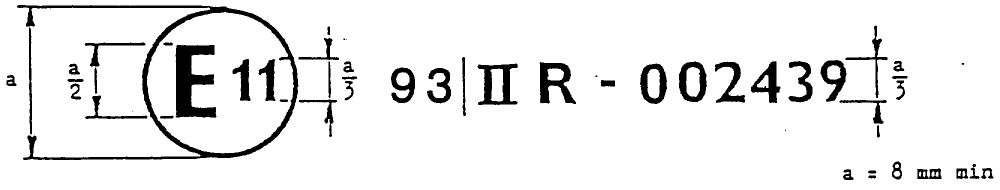 a a/2 E 11 a/3 93|II R - 002439 a/3
a = 8 mm min